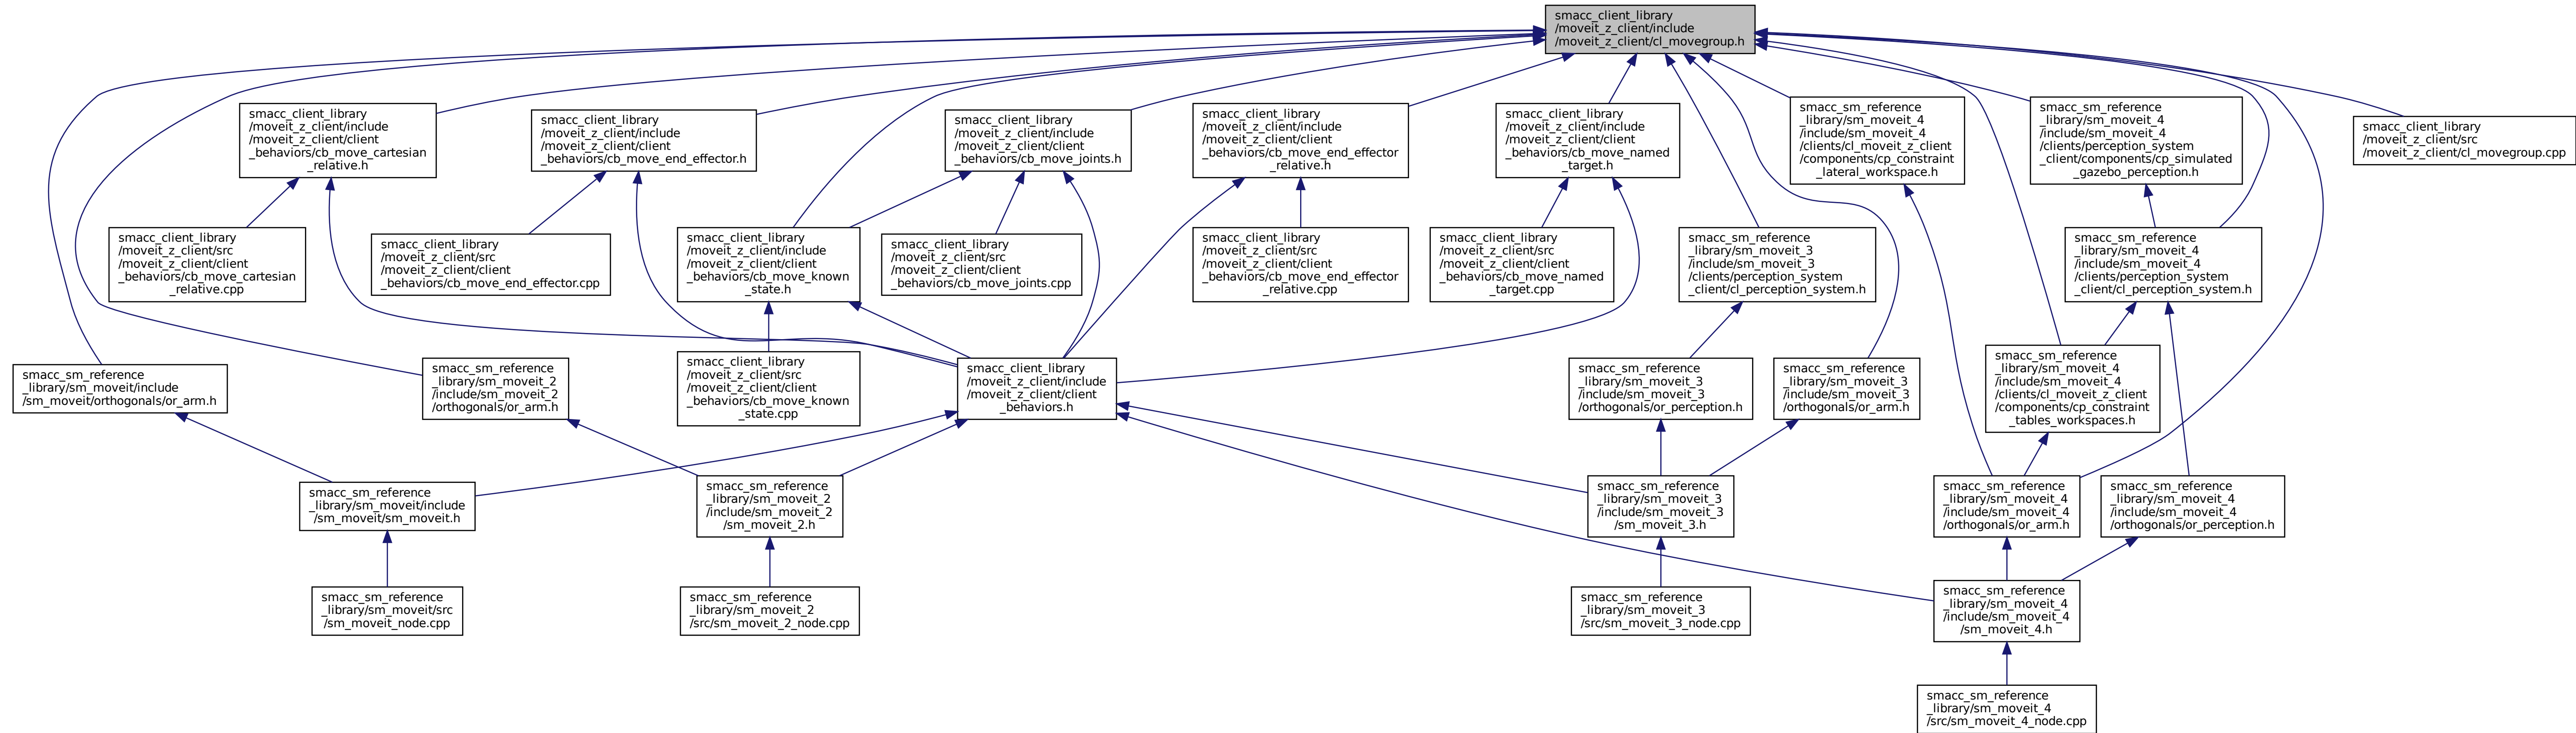 smacc_client_library
/moveit_z_client/include
/moveit_z_client/cl_movegroup.h
smacc_client_library
/moveit_z_client/include
/moveit_z_client/client
_behaviors/cb_move_cartesian
_relative.h
smacc_client_library
/moveit_z_client/include
/moveit_z_client/client
_behaviors/cb_move_end_effector.h
smacc_client_library
/moveit_z_client/include
/moveit_z_client/client
_behaviors/cb_move_joints.h
smacc_client_library
/moveit_z_client/include
/moveit_z_client/client
_behaviors/cb_move_end_effector
_relative.h
smacc_client_library
/moveit_z_client/include
/moveit_z_client/client
_behaviors/cb_move_named
_target.h
smacc_sm_reference
_library/sm_moveit_4
/include/sm_moveit_4
/clients/cl_moveit_z_client
/components/cp_constraint
_lateral_workspace.h
smacc_sm_reference
_library/sm_moveit_4
/include/sm_moveit_4
/clients/perception_system
_client/components/cp_simulated
_gazebo_perception.h
smacc_client_library
/moveit_z_client/src
/moveit_z_client/cl_movegroup.cpp
smacc_client_library
/moveit_z_client/src
/moveit_z_client/client
_behaviors/cb_move_cartesian
_relative.cpp
smacc_client_library
/moveit_z_client/src
/moveit_z_client/client
_behaviors/cb_move_end_effector.cpp
smacc_client_library
/moveit_z_client/include
/moveit_z_client/client
_behaviors/cb_move_known
_state.h
smacc_client_library
/moveit_z_client/src
/moveit_z_client/client
_behaviors/cb_move_joints.cpp
smacc_client_library
/moveit_z_client/src
/moveit_z_client/client
_behaviors/cb_move_end_effector
_relative.cpp
smacc_client_library
/moveit_z_client/src
/moveit_z_client/client
_behaviors/cb_move_named
_target.cpp
smacc_sm_reference
_library/sm_moveit_3
/include/sm_moveit_3
/clients/perception_system
_client/cl_perception_system.h
smacc_sm_reference
_library/sm_moveit_4
/include/sm_moveit_4
/clients/perception_system
_client/cl_perception_system.h
smacc_sm_reference
_library/sm_moveit/include
/sm_moveit/orthogonals/or_arm.h
smacc_sm_reference
_library/sm_moveit_2
/include/sm_moveit_2
/orthogonals/or_arm.h
smacc_client_library
/moveit_z_client/src
/moveit_z_client/client
_behaviors/cb_move_known
_state.cpp
smacc_client_library
/moveit_z_client/include
/moveit_z_client/client
_behaviors.h
smacc_sm_reference
_library/sm_moveit_3
/include/sm_moveit_3
/orthogonals/or_perception.h
smacc_sm_reference
_library/sm_moveit_3
/include/sm_moveit_3
/orthogonals/or_arm.h
smacc_sm_reference
_library/sm_moveit_4
/include/sm_moveit_4
/clients/cl_moveit_z_client
/components/cp_constraint
_tables_workspaces.h
smacc_sm_reference
_library/sm_moveit/include
/sm_moveit/sm_moveit.h
smacc_sm_reference
_library/sm_moveit_2
/include/sm_moveit_2
/sm_moveit_2.h
smacc_sm_reference
_library/sm_moveit_3
/include/sm_moveit_3
/sm_moveit_3.h
smacc_sm_reference
_library/sm_moveit_4
/include/sm_moveit_4
/orthogonals/or_arm.h
smacc_sm_reference
_library/sm_moveit_4
/include/sm_moveit_4
/orthogonals/or_perception.h
smacc_sm_reference
_library/sm_moveit/src
/sm_moveit_node.cpp
smacc_sm_reference
_library/sm_moveit_2
/src/sm_moveit_2_node.cpp
smacc_sm_reference
_library/sm_moveit_3
/src/sm_moveit_3_node.cpp
smacc_sm_reference
_library/sm_moveit_4
/include/sm_moveit_4
/sm_moveit_4.h
smacc_sm_reference
_library/sm_moveit_4
/src/sm_moveit_4_node.cpp